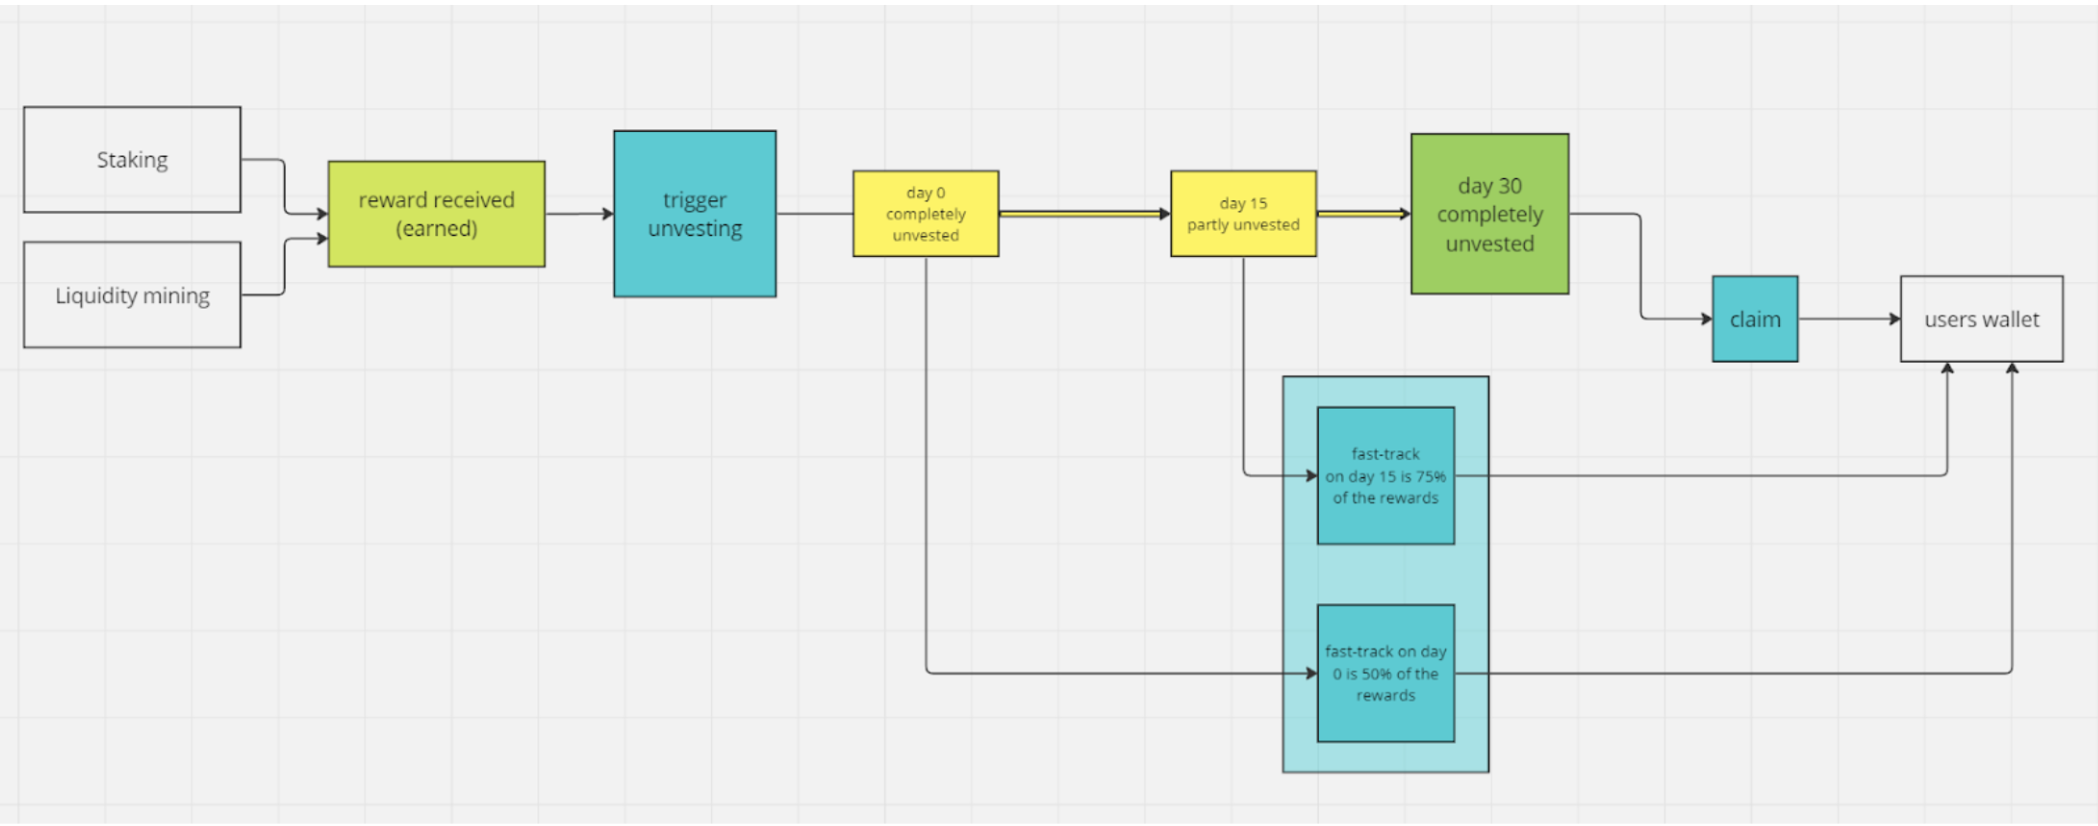 Staking
Liquidity mining
reward received
(earned)
trigger
unvesting
day 0
completely
unvested
day 15
partly unvested
day 30
completely
unvested
claim
users wallet
fast-track
on day 15 is 75%
of the rewards
fast-track on day
0 is 50% of the
rewards